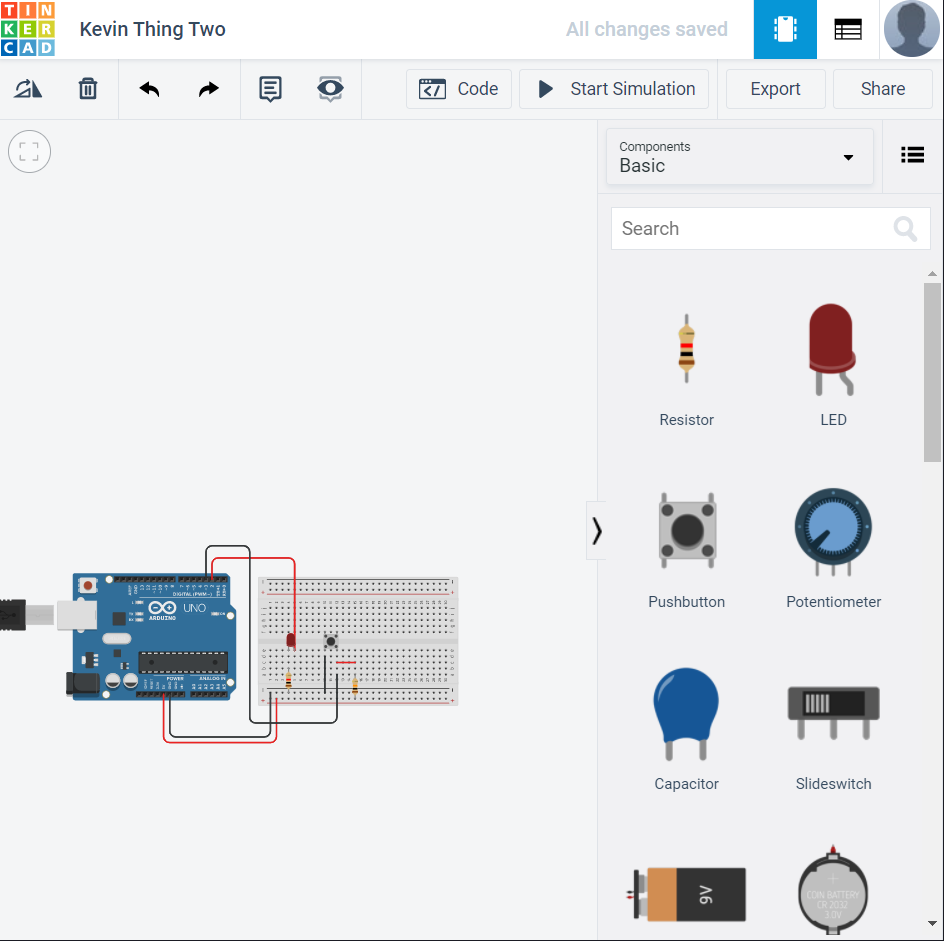 TIN
KER
CAD
Kevin Thing Two
All changes saved
Code
Start Simulation
Export
Share
Components
Basic
Search
Resistor
LED
Pushbutton
Potentiometer
Capacitor
Slideswitch
9V
COIN BATTERY
CR 2032
3.0V
DIGITAL (PWM~)
UNO
ARDUINO
POWER
ANALOG IN